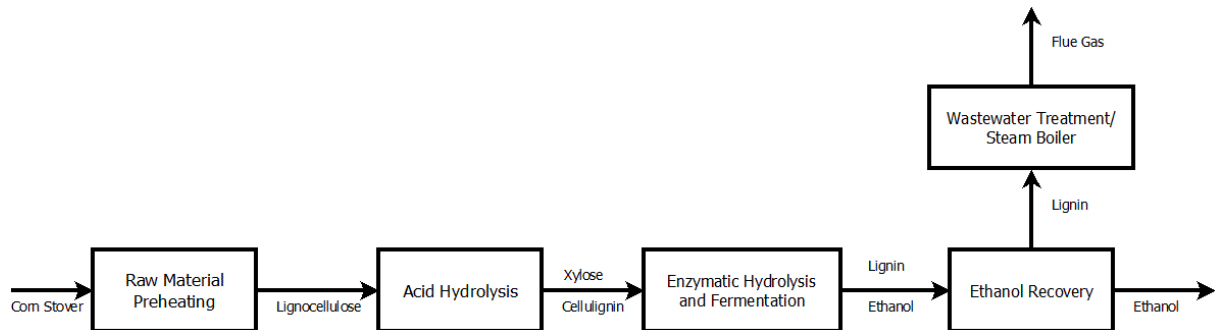 Flue Gas
Wastewater Treatment/
Steam Boiler
Lignin
Corn Stover
Raw Material
Preheating
Lignocellulose
Acid Hydrolysis
Xylose
Cellulignin
Enzymatic Hydrolysis
and Fermentation
Lignin
Ethanol
Ethanol Recovery
Ethanol